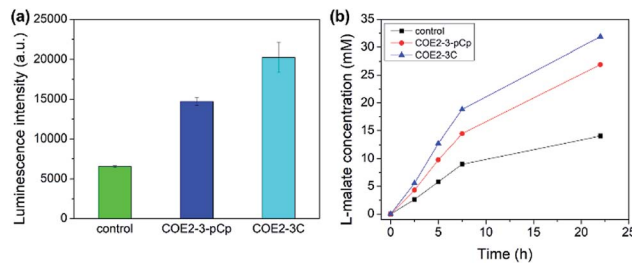 (a)
Luminescence intensity (a.u.)
25000
20000
15000
10000
5000
0
control
COE2-3-pCp
COE2-3C
(b)
L-malate concentration (mM)
35
30
25
20
15
10
5
0
control
COE2-3-pCp
COE2-3C
0
5
10
15
20
25
Time (h)